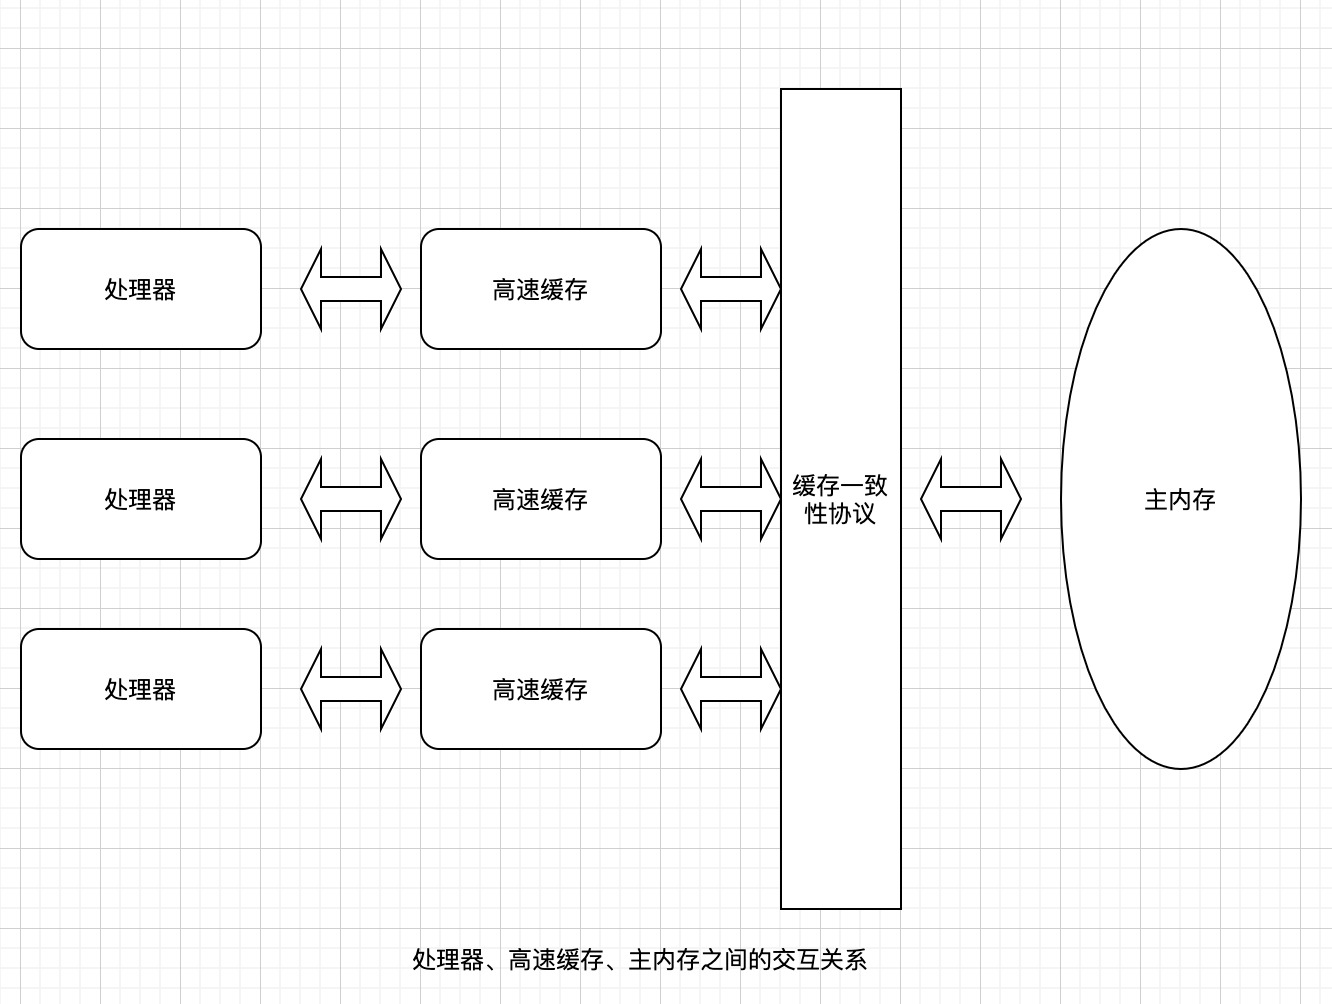 处理器
高速缓存
处理器
高速缓存
缓存一致
性协议
主内存
处理器
高速缓存
处理器、高速缓存、主内存之间的交互关系